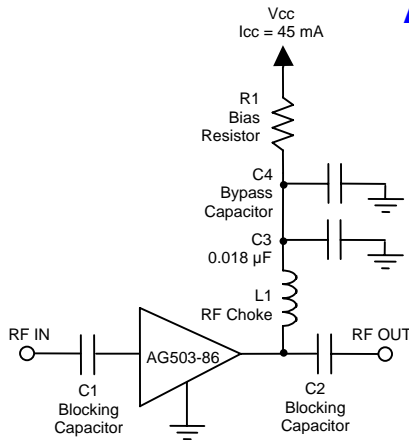 Vcc
Icc = 45 mA
R1
Bias
Resistor
C4
Bypass
Capacitor
C3
0.018 µF
L1
RF Choke
RF IN
AG503-86
RF OUT
C1
Blocking
Capacitor
C2
Blocking
Capacitor